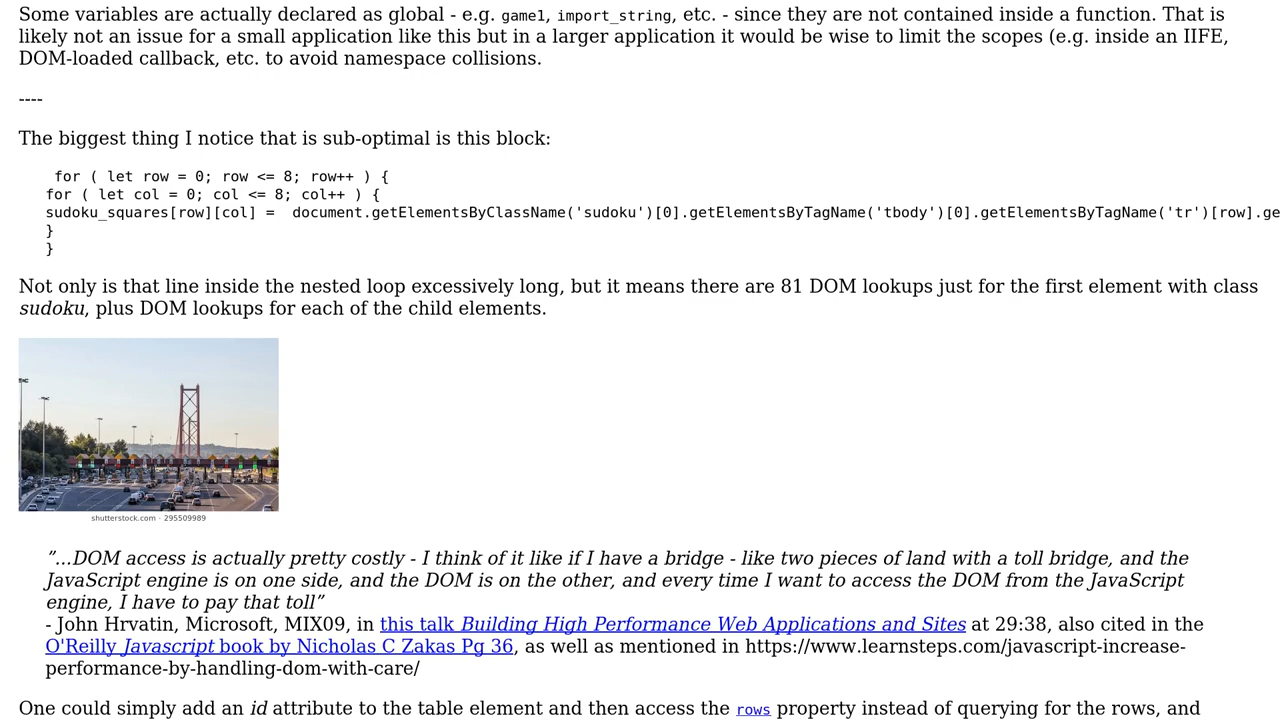 Some variables are actually declared as global - e.g. game1, import_string, etc. - since they are not contained inside a function. That is
likely not an issue for a small application like this but in a larger application it would be wise to limit the scopes (e.g. inside an IIFE,
DOM-loaded callback, etc. to avoid namespace collisions.
----
The biggest thing I notice that is sub-optimal is this block:
for ( let row = 0; row <= 8; row++ ) {
for ( let col = 0; col <= 8; col++ ) {
sudoku_squares[row][col] =  document.getElementsByClassName('sudoku')[0].getElementsByTagName('tbody')[0].getElementsByTagName('tr')[row].ge
}
}
Not only is that line inside the nested loop excessively long, but it means there are 81 DOM lookups just for the first element with class
sudoku, plus DOM lookups for each of the child elements.
shutterstock.com · 295509989
”...DOM access is actually pretty costly - I think of it like if I have a bridge - like two pieces of land with a toll bridge, and the
JavaScript engine is on one side, and the DOM is on the other, and every time I want to access the DOM from the JavaScript
engine, I have to pay that toll”
- John Hrvatin, Microsoft, MIX09, in this talk Building High Performance Web Applications and Sites at 29:38, also cited in the
O'Reilly Javascript book by Nicholas C Zakas Pg 36, as well as mentioned in https://www.learnsteps.com/javascript-increase-
performance-by-handling-dom-with-care/
One could simply add an id attribute to the table element and then access the rows property instead of querying for the rows, and